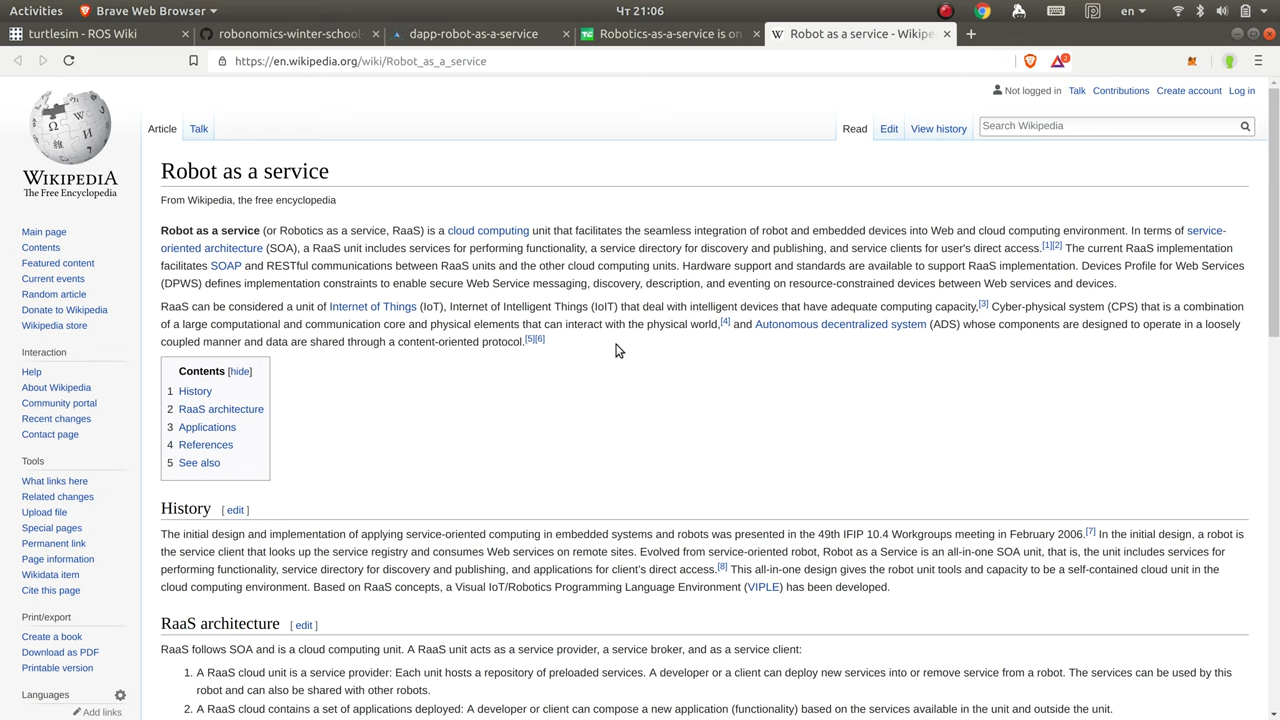 Activities Brave Web Browser Чт 21:06 en
turtlesim - ROS Wiki robonomics-winter-school- dapp-robot-as-a-service Robotics-as-a-service is on Robot as a service - Wikipe
https://en.wikipedia.org/wiki/Robot_as_a_service 2
Not logged in Talk Contributions Create account Log in
Article Talk Read Edit View history Search Wikipedia
WIKIPEDIA
The Free Encyclopedia
Main page
Contents
Featured content
Current events
Random article
Donate to Wikipedia
Wikipedia store
Interaction
Help
About Wikipedia
Community portal
Recent changes
Contact page
Tools
What links here
Related changes
Upload file
Special pages
Permanent link
Page information
Wikidata item
Cite this page
Print/export
Create a book
Download as PDF
Printable version
Languages
Add links
Robot as a service
From Wikipedia, the free encyclopedia
Robot as a service (or Robotics as a service, RaaS) is a cloud computing unit that facilitates the seamless integration of robot and embedded devices into Web and cloud computing environment. In terms of service-
oriented architecture (SOA), a RaaS unit includes services for performing functionality, a service directory for discovery and publishing, and service clients for user's direct access.[1][2] The current RaaS implementation
facilitates SOAP and RESTful communications between RaaS units and the other cloud computing units. Hardware support and standards are available to support RaaS implementation. Devices Profile for Web Services
(DPWS) defines implementation constraints to enable secure Web Service messaging, discovery, description, and eventing on resource-constrained devices between Web services and devices.
RaaS can be considered a unit of Internet of Things (IoT), Internet of Intelligent Things (IoIT) that deal with intelligent devices that have adequate computing capacity,[3] Cyber-physical system (CPS) that is a combination
of a large computational and communication core and physical elements that can interact with the physical world,[4] and Autonomous decentralized system (ADS) whose components are designed to operate in a loosely
coupled manner and data are shared through a content-oriented protocol.[5][6]
Contents [hide]
1 History
2 RaaS architecture
3 Applications
4 References
5 See also
History [ edit ]
The initial design and implementation of applying service-oriented computing in embedded systems and robots was presented in the 49th IFIP 10.4 Workgroups meeting in February 2006.[7] In the initial design, a robot is
the service client that looks up the service registry and consumes Web services on remote sites. Evolved from service-oriented robot, Robot as a Service is an all-in-one SOA unit, that is, the unit includes services for
performing functionality, service directory for discovery and publishing, and applications for client's direct access.[8] This all-in-one design gives the robot unit tools and capacity to be a self-contained cloud unit in the
cloud computing environment. Based on RaaS concepts, a Visual IoT/Robotics Programming Language Environment (VIPLE) has been developed.
RaaS architecture [ edit ]
RaaS follows SOA and is a cloud computing unit. A RaaS unit acts as a service provider, a service broker, and as a service client:
1. A RaaS cloud unit is a service provider: Each unit hosts a repository of preloaded services. A developer or a client can deploy new services into or remove service from a robot. The services can be used by this
robot and can also be shared with other robots.
2. A RaaS cloud contains a set of applications deployed: A developer or client can compose a new application (functionality) based on the services available in the unit and outside the unit.